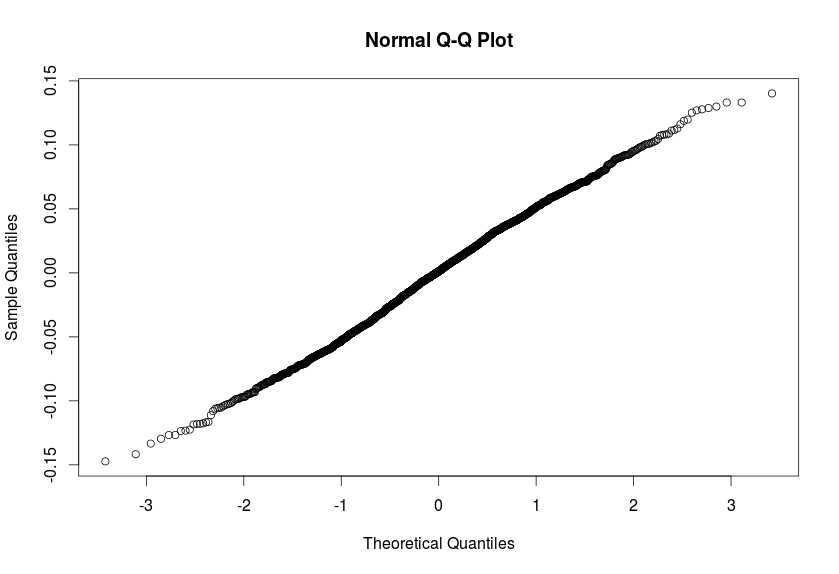 Normal Q-Q Plot
0.15
0.10
0.05
0.00
-0.05
-0.10
-0.15
Sample Quantiles
-3 -2 -1 0 1 2 3
Theoretical Quantiles